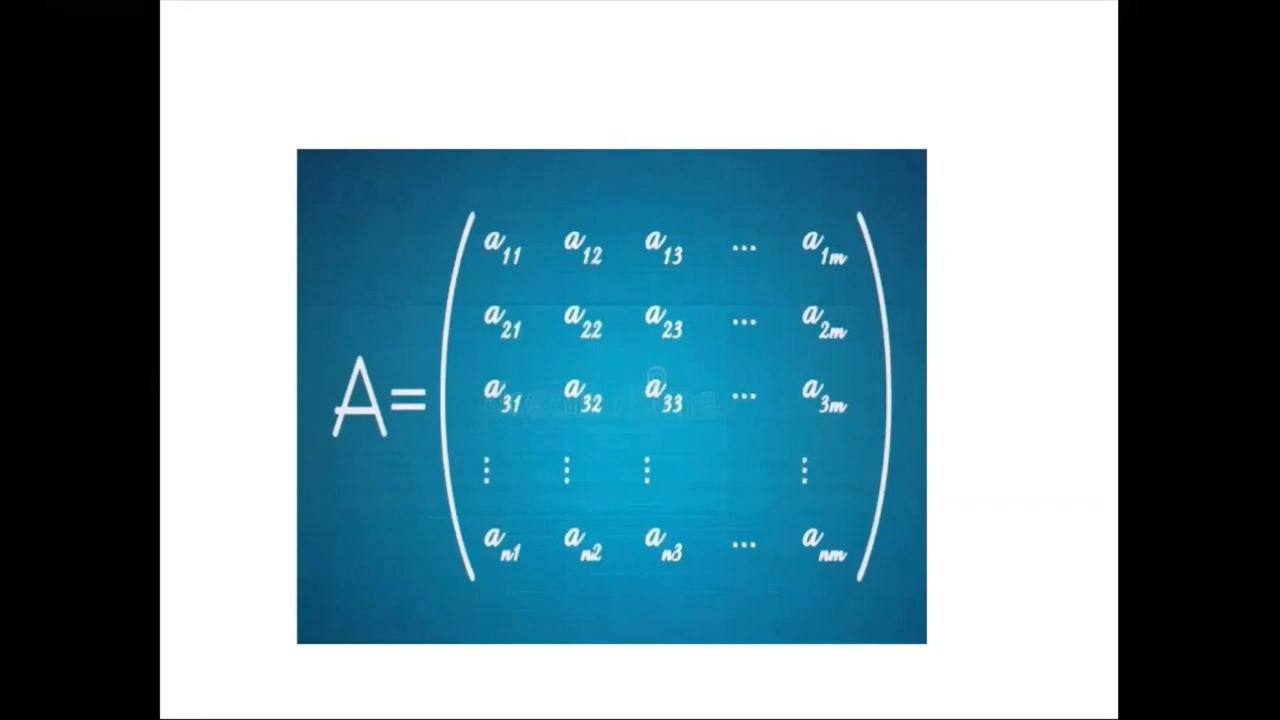 a11 a12 a13 ... a1m
a21 a22 a23 ... a2m
A= a31 a32 a33 ... a3m
⋮ ⋮ ⋮ ⋮
an1 an2 an3 ... anm